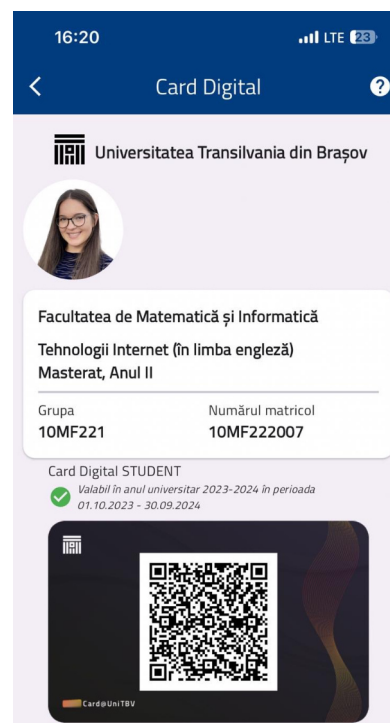 16:20
LTE 23
Card Digital
?
Universitatea Transilvania din Brașov
Facultatea de Matematică și Informatică
Tehnologii Internet (în limba engleză)
Masterat, Anul II
Grupa Numărul matricol
10MF221 10MF222007
Card Digital STUDENT
Valabil în anul universitar 2023-2024 în perioada
01.10.2023 - 30.09.2024
Card@UniTBV